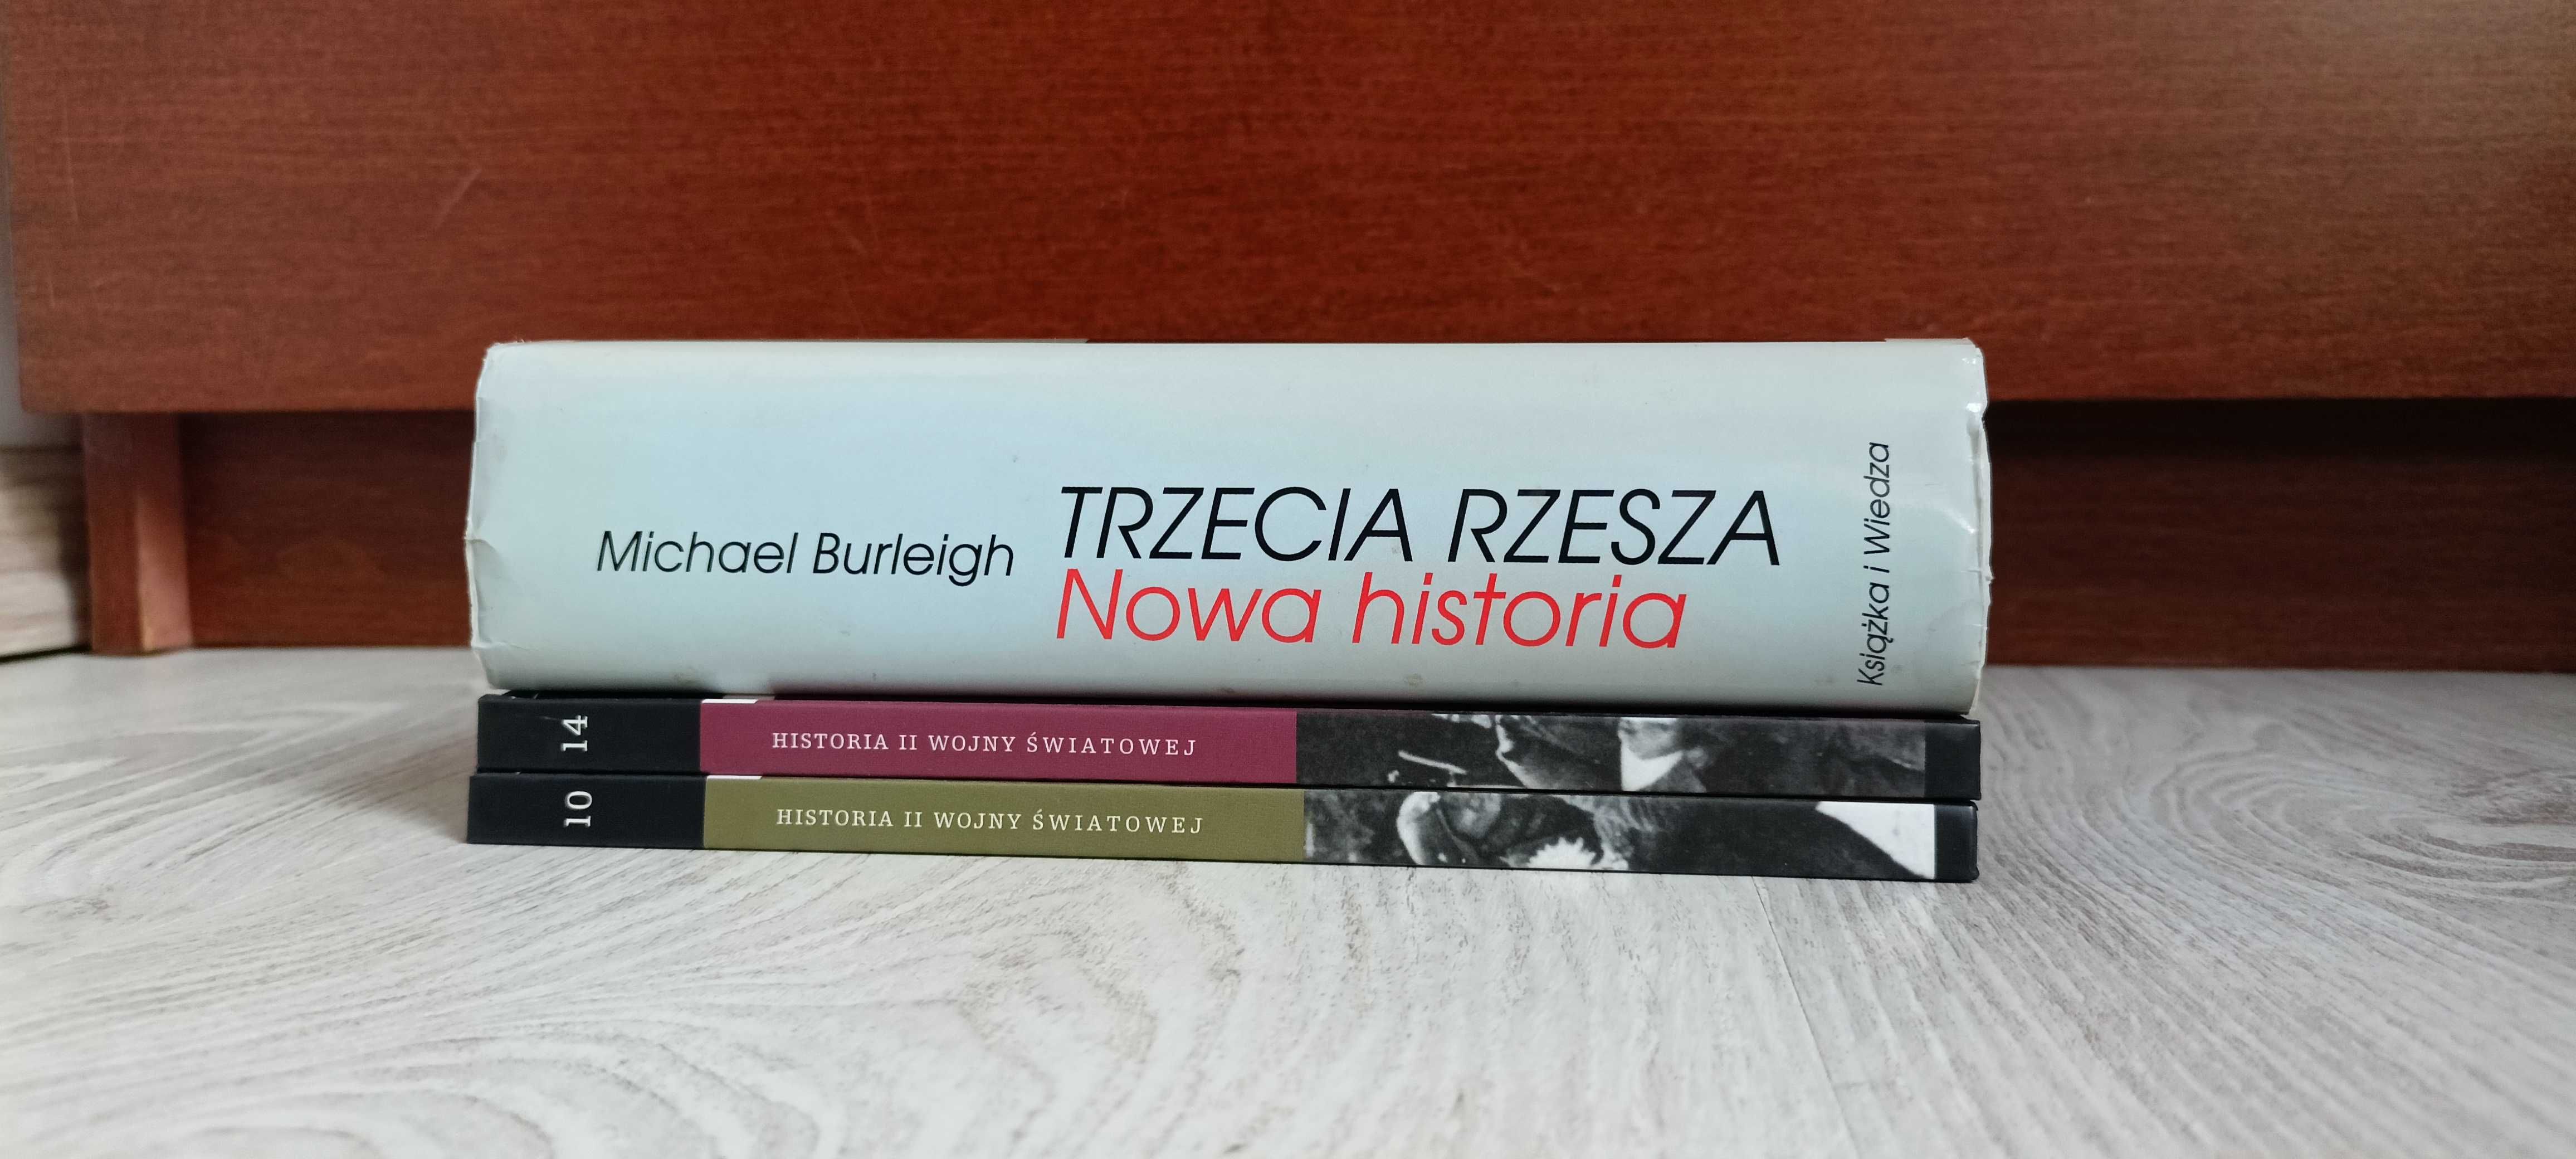 Michael Burleigh
TRZECIA RZESZA
Nowa historia
Książka i Wiedza
14
HISTORIA II WOJNY ŚWIATOWEJ
10
HISTORIA II WOJNY ŚWIATOWEJ